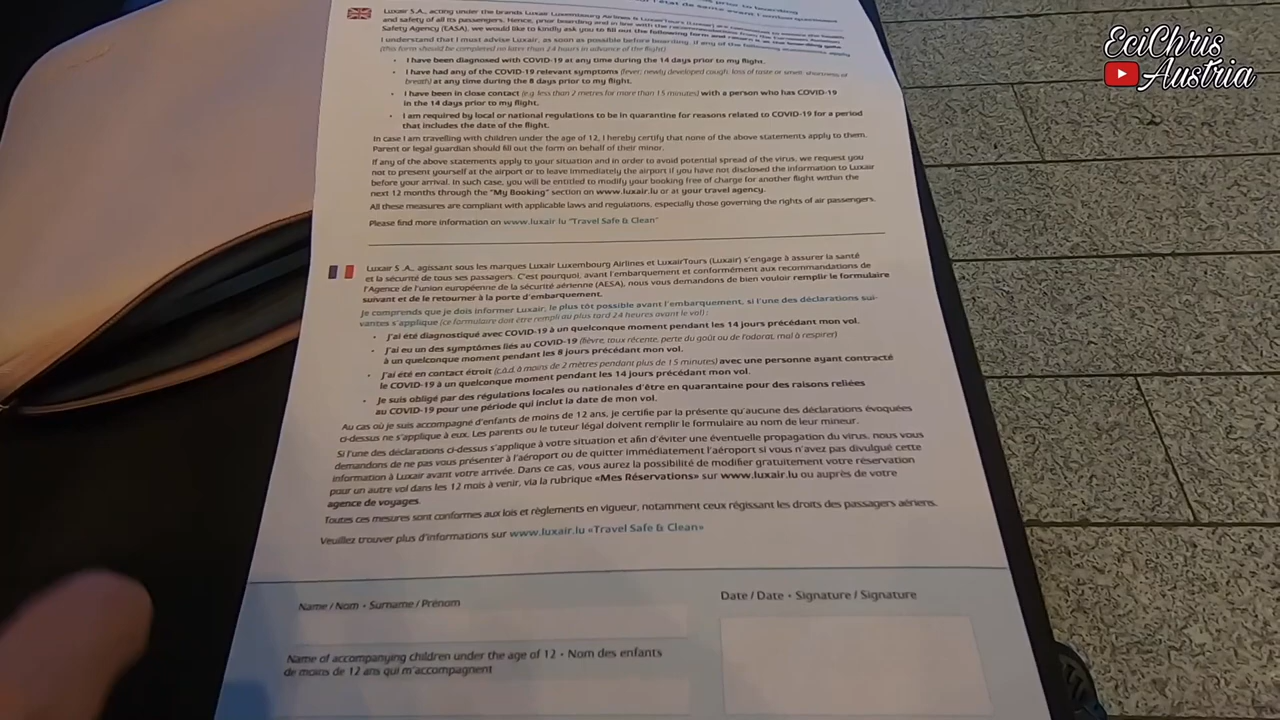 prior to boarding
EciChris
Austria
Luxair S.A., acting under the brands Luxair Luxembourg Airlines & LuxairTours (Luxair)
and safety of all its passengers. Hence, prior boarding and in line with the recommendations
Safety Agency (EASA), we would like to kindly ask you to fill out the following form and
I understand that I must advise Luxair, as soon as possible before boarding, if any of the following
(this form should be completed no later than 24 hours in advance of the flight)
• I have been diagnosed with COVID-19 at any time during the 14 days prior to my flight.
• I have had any of the COVID-19 relevant symptoms (fever; newly developed cough; loss of taste or smell; shortness of
breath) at any time during the 8 days prior to my flight.
• I have been in close contact (e.g. less than 2 metres for more than 15 minutes) with a person who has COVID-19
in the 14 days prior to my flight.
• I am required by local or national regulations to be in quarantine for reasons related to COVID-19 for a period
that includes the date of the flight.
In case I am travelling with children under the age of 12, I hereby certify that none of the above statements apply to them.
Parent or legal guardian should fill out the form on behalf of their minor.
If any of the above statements apply to your situation and in order to avoid potential spread of the virus, we request you
not to present yourself at the airport or to leave immediately the airport if you have not disclosed the information to Luxair
before your arrival. In such case, you will be entitled to modify your booking free of charge for another flight within the
next 12 months through the "My Booking" section on www.luxair.lu or at your travel agency.
All these measures are compliant with applicable laws and regulations, especially those governing the rights of air passengers.
Please find more information on www.luxair.lu "Travel Safe & Clean"
Luxair S .A., agissant sous les marques Luxair Luxembourg Airlines et LuxairTours (Luxair) s'engage à assurer la santé
et la sécurité de tous ses passagers. C'est pourquoi, avant l'embarquement et conformément aux recommandations de
l'Agence de l'union européenne de la sécurité aérienne (AESA), nous vous demandons de bien vouloir remplir le formulaire
suivant et de le retourner à la porte d'embarquement.
Je comprends que je dois informer Luxair, le plus tôt possible avant l'embarquement, si l'une des déclarations sui-
vantes s'applique (ce formulaire doit être rempli au plus tard 24 heures avant le vol) :
• J'ai été diagnostiqué avec COVID-19 à un quelconque moment pendant les 14 jours précédant mon vol.
• J'ai eu un des symptômes liés au COVID-19 (fièvre, toux récente, perte du goût ou de l'odorat, mal à respirer)
à un quelconque moment pendant les 8 jours précédant mon vol.
• J'ai été en contact étroit (c.à.d. à moins de 2 mètres pendant plus de 15 minutes) avec une personne ayant contracté
le COVID-19 à un quelconque moment pendant les 14 jours précédant mon vol.
• Je suis obligé par des régulations locales ou nationales d'être en quarantaine pour des raisons reliées
au COVID-19 pour une période qui inclut la date de mon vol.
Au cas où je suis accompagné d'enfants de moins de 12 ans, je certifie par la présente qu'aucune des déclarations évoquées
ci-dessus ne s'applique à eux. Les parents ou le tuteur légal doivent remplir le formulaire au nom de leur mineur.
Si l'une des déclarations ci-dessus s'applique à votre situation et afin d'éviter une éventuelle propagation du virus, nous vous
demandons de ne pas vous présenter à l'aéroport ou de quitter immédiatement l'aéroport si vous n'avez pas divulgué cette
information à Luxair avant votre arrivée. Dans ce cas, vous aurez la possibilité de modifier gratuitement votre réservation
pour un autre vol dans les 12 mois à venir, via la rubrique «Mes Réservations» sur www.luxair.lu ou auprès de votre
agence de voyages.
Toutes ces mesures sont conformes aux lois et règlements en vigueur, notamment ceux régissant les droits des passagers aériens.
Veuillez trouver plus d'informations sur www.luxair.lu «Travel Safe & Clean»
Name / Nom • Surname / Prénom
Date / Date • Signature / Signature
Name of accompanying children under the age of 12 • Nom des enfants
de moins de 12 ans qui m'accompagnent